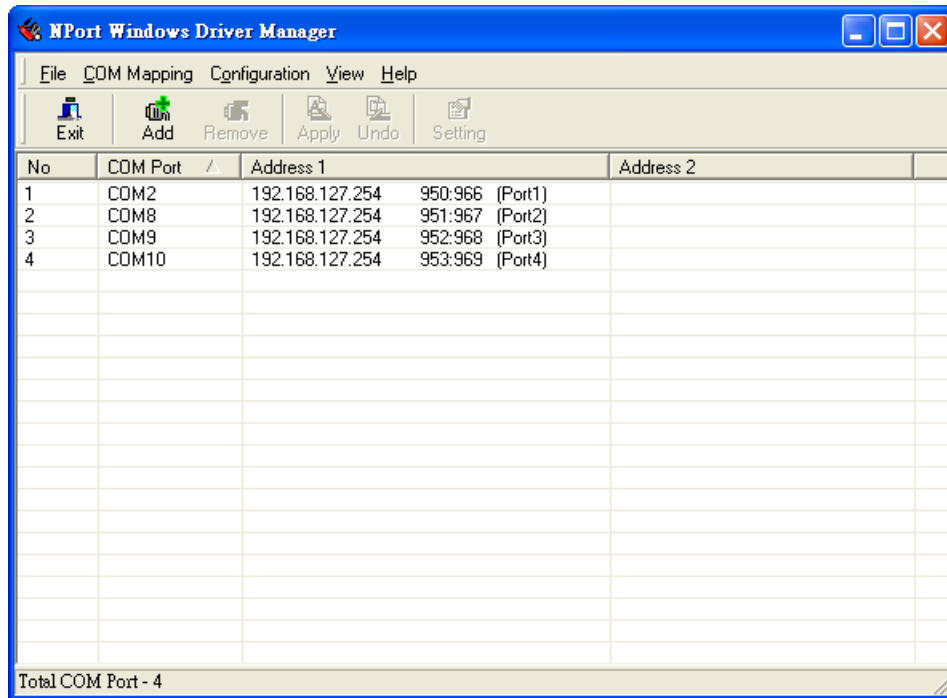 NPort Windows Driver Manager
File COM Mapping Configuration View Help
Exit Add Remove Apply Undo Setting
No COM Port Address 1 Address 2
1 COM2 192.168.127.254 950:966 (Port1)
2 COM8 192.168.127.254 951:967 (Port2)
3 COM9 192.168.127.254 952:968 (Port3)
4 COM10 192.168.127.254 953:969 (Port4)
Total COM Port - 4